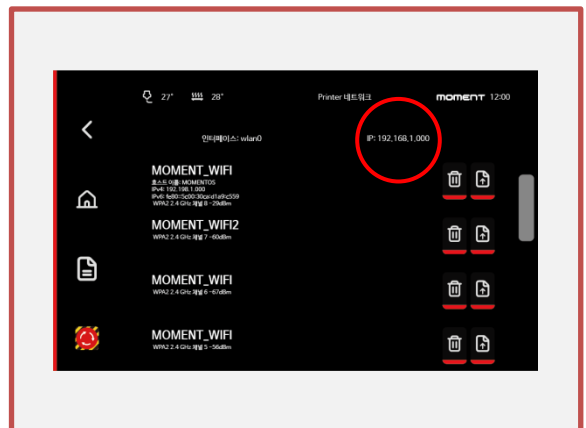 27° 28° Printer 네트워크 MOMENT 12:00
인터페이스: wlan0 IP: 192,168,1,000
MOMENT_WIFI
호스트 이름: MOMENTOS
IPv4: 192.198.1.000
WPA2 2.4 GHz 채널 8 -29dBm
MOMENT_WIFI2
WPA2 2.4 GHz 채널 7 -60dBm
MOMENT_WIFI
WPA2 2.4 GHz 채널 6 -67dBm
MOMENT_WIFI
WPA2 2.4 GHz 채널 5 -56dBm